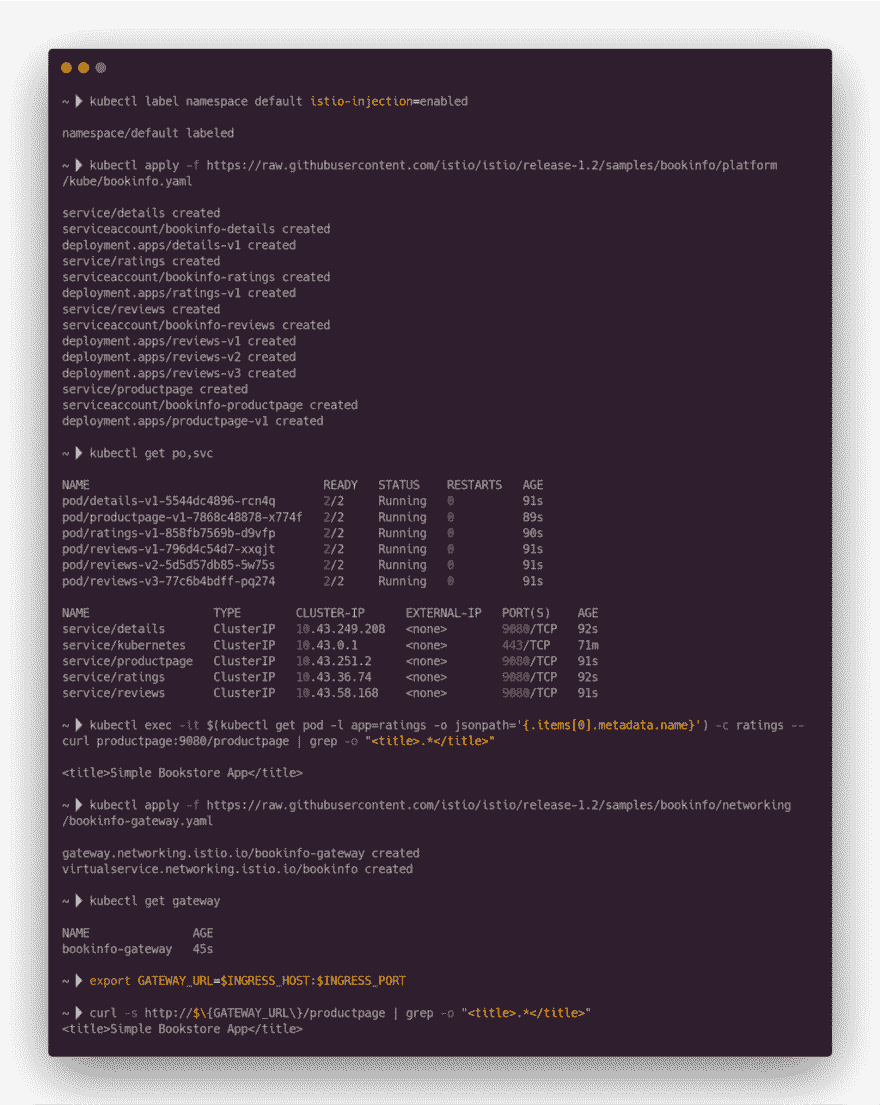 ~ ❯ kubectl label namespace default istio-injection=enabled
namespace/default labeled
~ ❯ kubectl apply -f https://raw.githubusercontent.com/istio/istio/release-1.2/samples/bookinfo/platform
/kube/bookinfo.yaml
service/details created
serviceaccount/bookinfo-details created
deployment.apps/details-v1 created
service/ratings created
serviceaccount/bookinfo-ratings created
deployment.apps/ratings-v1 created
service/reviews created
serviceaccount/bookinfo-reviews created
deployment.apps/reviews-v1 created
deployment.apps/reviews-v2 created
deployment.apps/reviews-v3 created
service/productpage created
serviceaccount/bookinfo-productpage created
deployment.apps/productpage-v1 created
~ ❯ kubectl get po,svc
NAME READY STATUS RESTARTS AGE
pod/details-v1-5544dc4896-rcn4q 2/2 Running 0 91s
pod/productpage-v1-7868c48878-x774f 2/2 Running 0 89s
pod/ratings-v1-858fb7569b-d9vfp 2/2 Running 0 90s
pod/reviews-v1-796d4c54d7-xxqjt 2/2 Running 0 91s
pod/reviews-v2-5d5d57db85-5w75s 2/2 Running 0 91s
pod/reviews-v3-77c6b4bdff-pq274 2/2 Running 0 91s
NAME TYPE CLUSTER-IP EXTERNAL-IP PORT(S) AGE
service/details ClusterIP 10.43.249.208 <none> 9080/TCP 92s
service/kubernetes ClusterIP 10.43.0.1 <none> 443/TCP 71m
service/productpage ClusterIP 10.43.251.2 <none> 9080/TCP 91s
service/ratings ClusterIP 10.43.36.74 <none> 9080/TCP 92s
service/reviews ClusterIP 10.43.58.168 <none> 9080/TCP 91s
~ ❯ kubectl exec -it $(kubectl get pod -l app=ratings -o jsonpath='{.items[0].metadata.name}') -c ratings --
curl productpage:9080/productpage | grep -o "<title>.*</title>"
<title>Simple Bookstore App</title>
~ ❯ kubectl apply -f https://raw.githubusercontent.com/istio/istio/release-1.2/samples/bookinfo/networking
/bookinfo-gateway.yaml
gateway.networking.istio.io/bookinfo-gateway created
virtualservice.networking.istio.io/bookinfo created
~ ❯ kubectl get gateway
NAME AGE
bookinfo-gateway 45s
~ ❯ export GATEWAY_URL=$INGRESS_HOST:$INGRESS_PORT
~ ❯ curl -s http://$\{GATEWAY_URL\}/productpage | grep -o "<title>.*</title>"
<title>Simple Bookstore App</title>